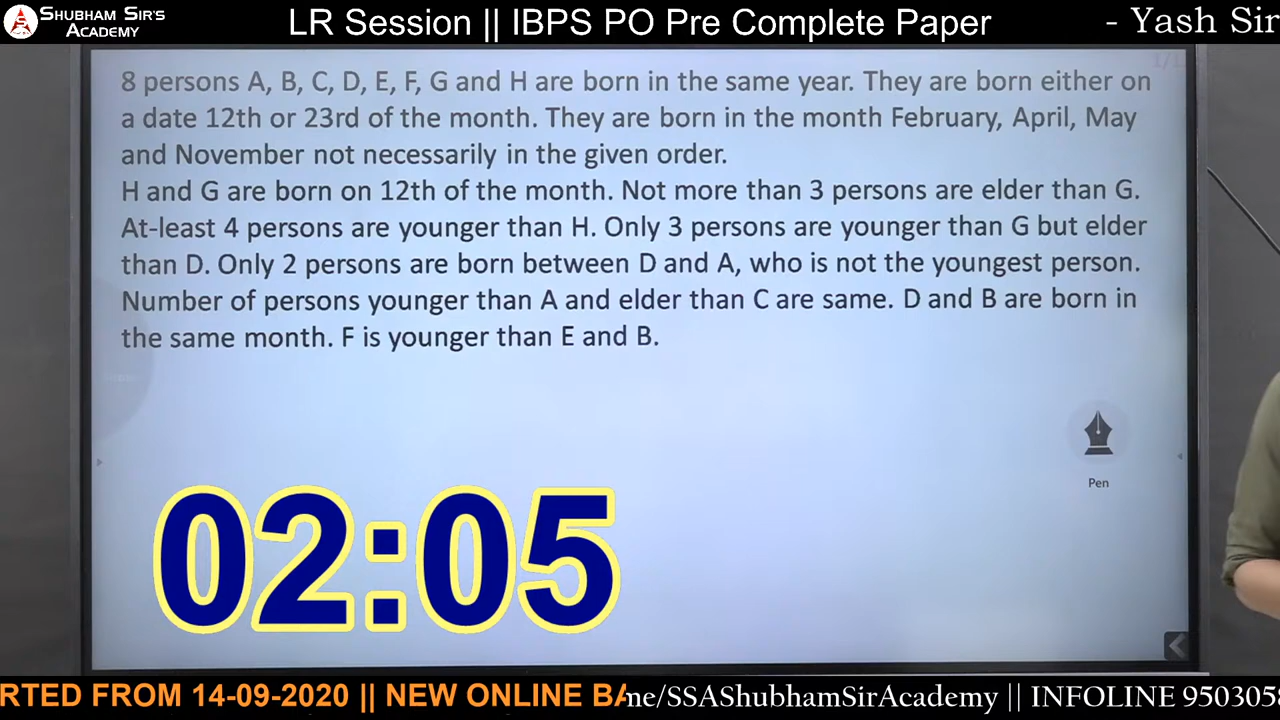 SHUBHAM SIR'S
ACADEMY
LR Session || IBPS PO Pre Complete Paper
- Yash Sir
8 persons A, B, C, D, E, F, G and H are born in the same year. They are born either on
a date 12th or 23rd of the month. They are born in the month February, April, May
and November not necessarily in the given order.
H and G are born on 12th of the month. Not more than 3 persons are elder than G.
At-least 4 persons are younger than H. Only 3 persons are younger than G but elder
than D. Only 2 persons are born between D and A, who is not the youngest person.
Number of persons younger than A and elder than C are same. D and B are born in
the same month. F is younger than E and B.
Pen
02:05
RTED FROM 14-09-2020 || NEW ONLINE BA
me/SSAShubhamSirAcademy || INFOLINE 950305